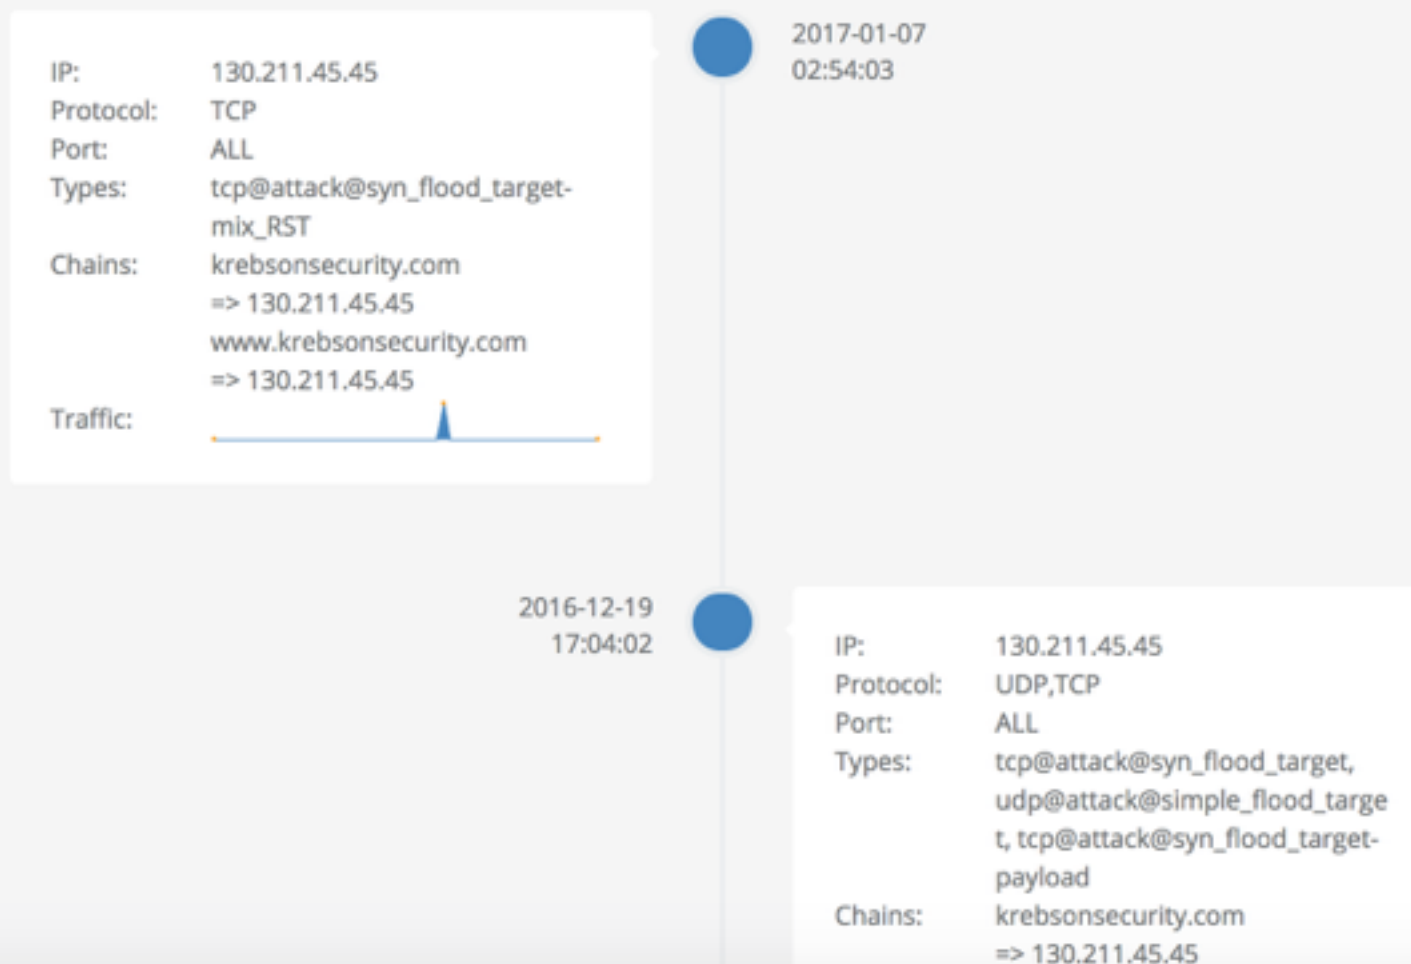 2017-01-07
02:54:03
IP: 130.211.45.45
Protocol: TCP
Port: ALL
Types: tcp@attack@syn_flood_target-
mix_RST
Chains: krebsonsecurity.com
=> 130.211.45.45
www.krebsonsecurity.com
=> 130.211.45.45
Traffic:
2016-12-19
17:04:02
IP: 130.211.45.45
Protocol: UDP,TCP
Port: ALL
Types: tcp@attack@syn_flood_target,
udp@attack@simple_flood_targe
t, tcp@attack@syn_flood_target-
payload
Chains: krebsonsecurity.com
=> 130.211.45.45